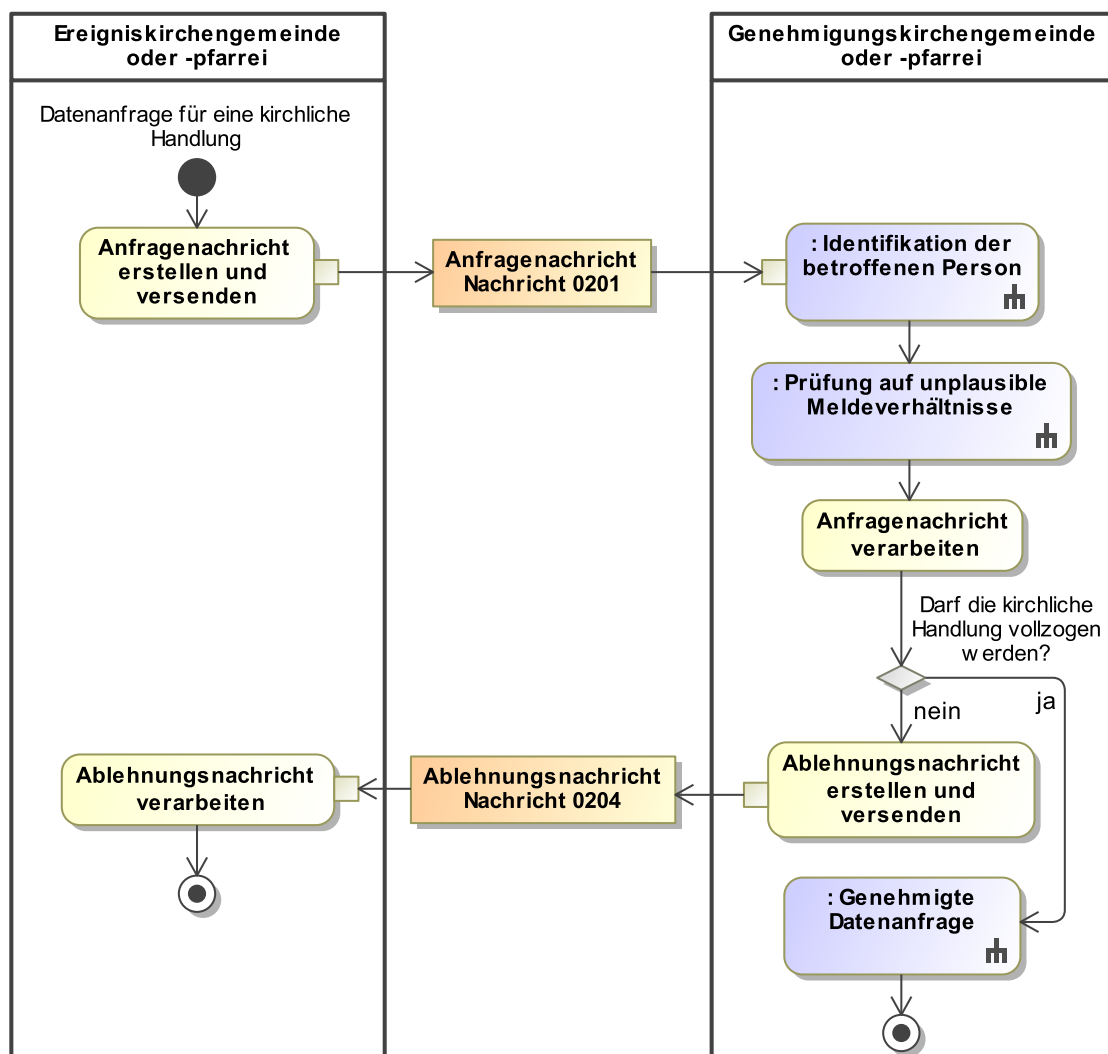 Ereigniskirchengemeinde
oder -pfarrei
Genehmigungskirchengemeinde
oder -pfarrei
Datenanfrage für eine kirchliche
Handlung
Anfragenachricht
erstellen und
versenden
Anfragenachricht
Nachricht 0201
: Identifikation der
betroffenen Person
: Prüfung auf unplausible
Meldeverhältnisse
Anfragenachricht
verarbeiten
Darf die kirchliche
Handlung vollzogen
werden?
nein
ja
Ablehnungsnachricht
verarbeiten
Ablehnungsnachricht
Nachricht 0204
Ablehnungsnachricht
erstellen und
versenden
: Genehmigte
Datenanfrage